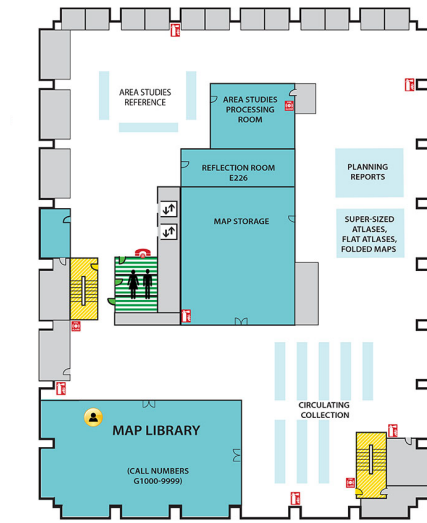 AREA STUDIES
REFERENCE
AREA STUDIES
PROCESSING
ROOM
REFLECTION ROOM
E226
PLANNING
REPORTS
MAP STORAGE
SUPER-SIZED
ATLASES,
FLAT ATLASES,
FOLDED MAPS
CIRCULATING
COLLECTION
MAP LIBRARY
(CALL NUMBERS
G1000-9999)